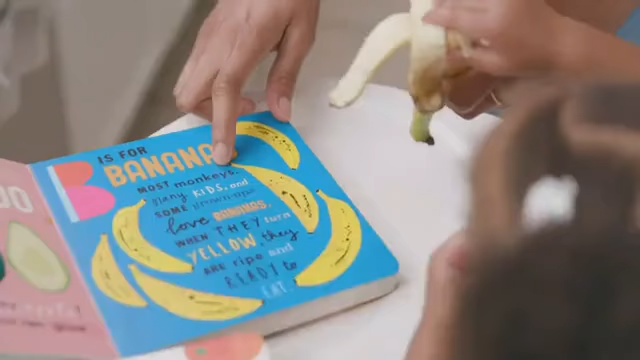 B IS FOR
BANANA
MOST monkeys,
Many KIDS, and
SOME grown-ups
love BANANAS.
WHEN THEY turn
YELLOW, they
ARE ripe and
READY to
EAT